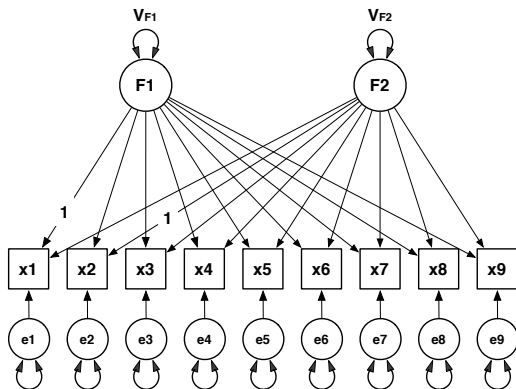 VF1 VF2
F1 F2
1
1
x1 x2 x3 x4 x5 x6 x7 x8 x9
e1 e2 e3 e4 e5 e6 e7 e8 e9